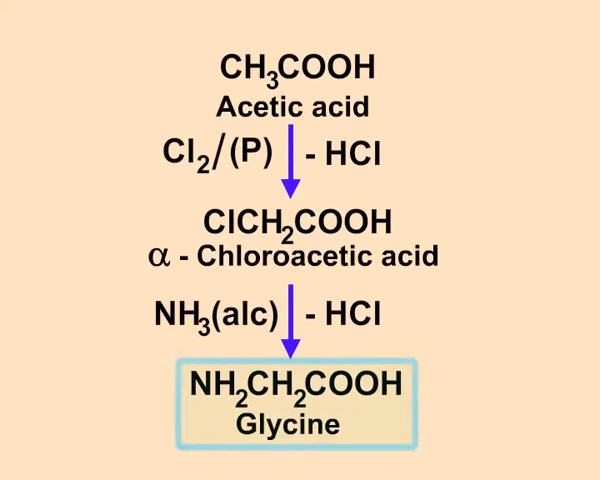 CH₃COOH
Acetic acid
Cl₂/(P) - HCl
ClCH₂COOH
α - Chloroacetic acid
NH₃(alc) - HCl
NH₂CH₂COOH
Glycine